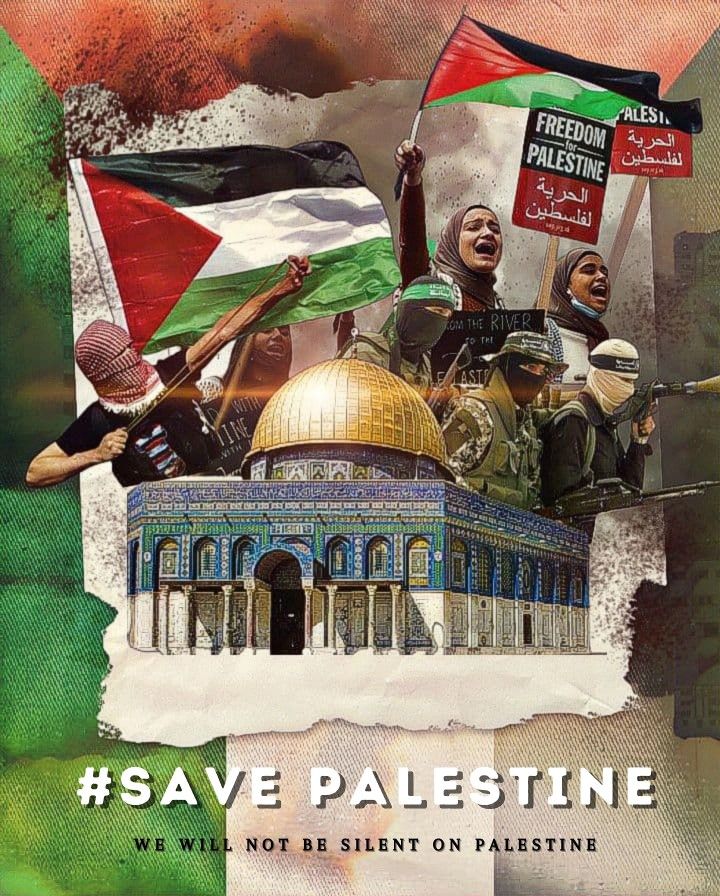 FREEDOM
for
PALESTINE
الحرية
لفلسطين
PALESTI
الحرية
لفلسطين
THE RIVER
TO THE
#SAVE PALESTINE
WE WILL NOT BE SILENT ON PALESTINE